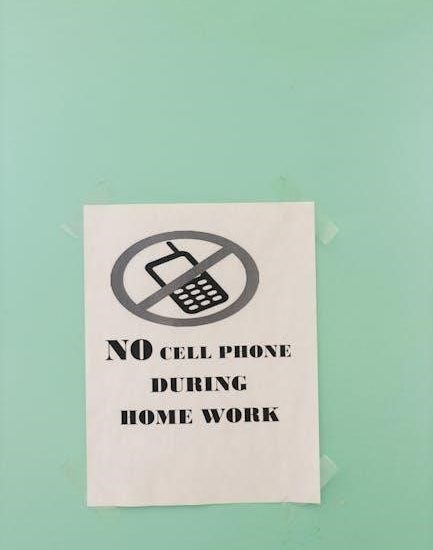 NO CELL PHONE
DURING
HOME WORK